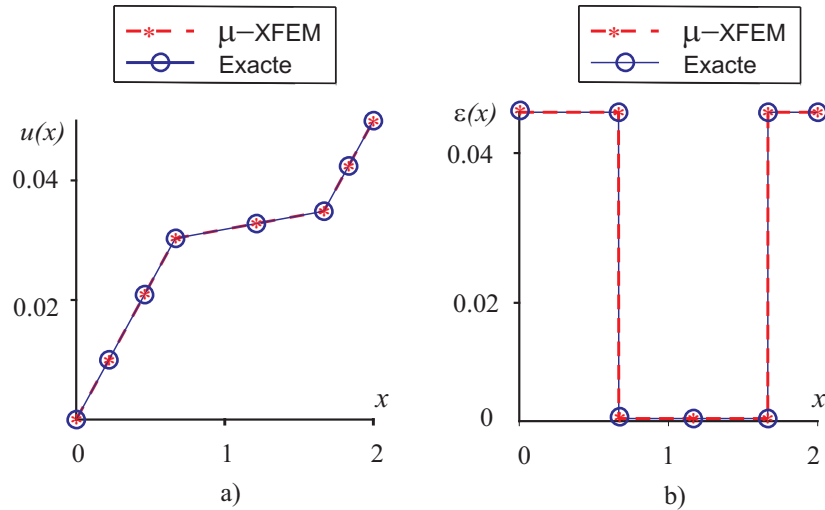 μ−XFEM
Exacte
u(x)
0.04
0.02
x
0
1
2
a)
μ−XFEM
Exacte
ε(x)
0.04
0.02
0
x
0
1
2
b)